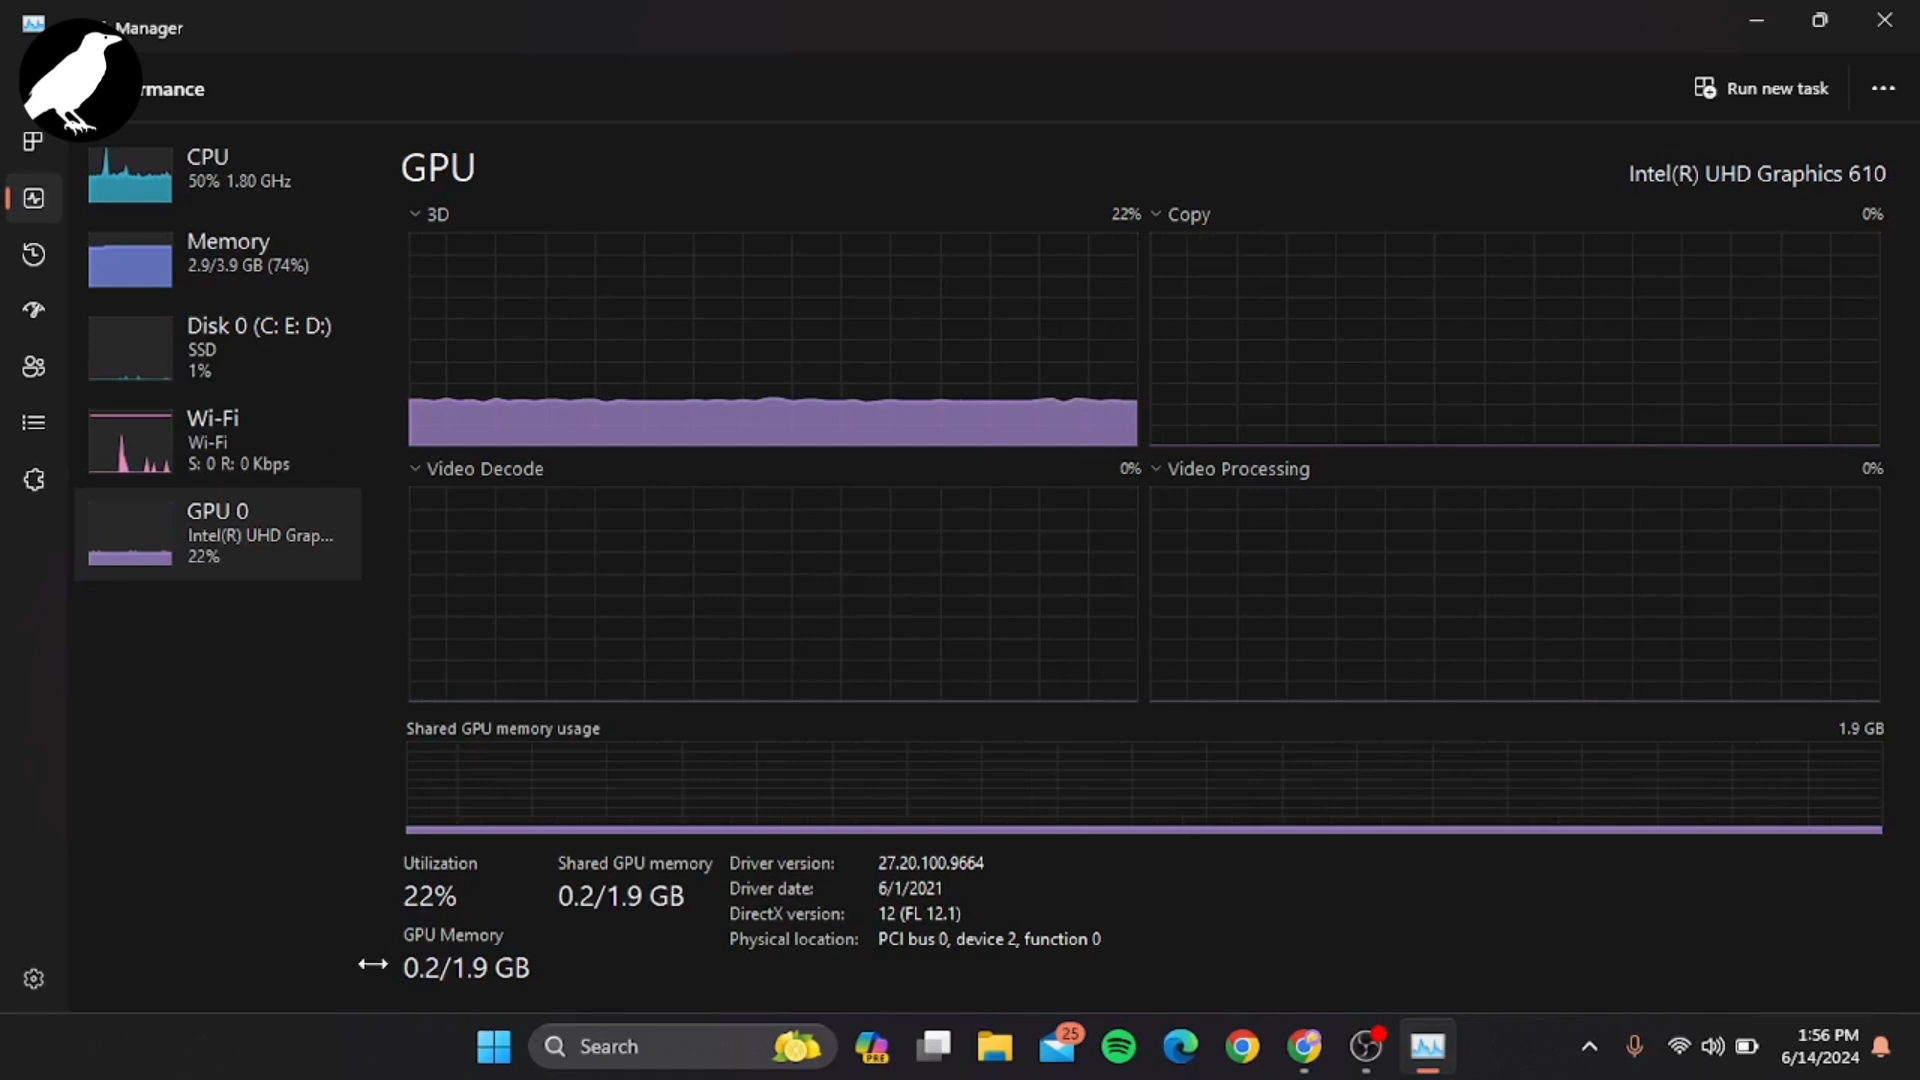 Manager
rmance
Run new task
CPU
50% 1.80 GHz
Memory
2.9/3.9 GB (74%)
Disk 0 (C: E: D:)
SSD
1%
Wi-Fi
Wi-Fi
S: 0 R: 0 Kbps
GPU 0
Intel(R) UHD Grap...
22%
GPU
Intel(R) UHD Graphics 610
3D 22%
Copy 0%
Video Decode 0%
Video Processing 0%
Shared GPU memory usage 1.9 GB
Utilization
22%
Shared GPU memory
0.2/1.9 GB
GPU Memory
0.2/1.9 GB
Driver version: 27.20.100.9664
Driver date: 6/1/2021
DirectX version: 12 (FL 12.1)
Physical location: PCI bus 0, device 2, function 0
Search
PRE
25
1:56 PM
6/14/2024